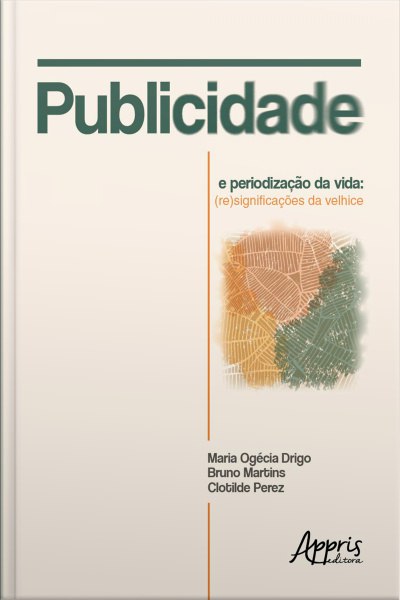 Publicidade
e periodização da vida:
(re)significações da velhice
Maria Ogécia Drigo
Bruno Martins
Clotilde Perez
Appris
editora